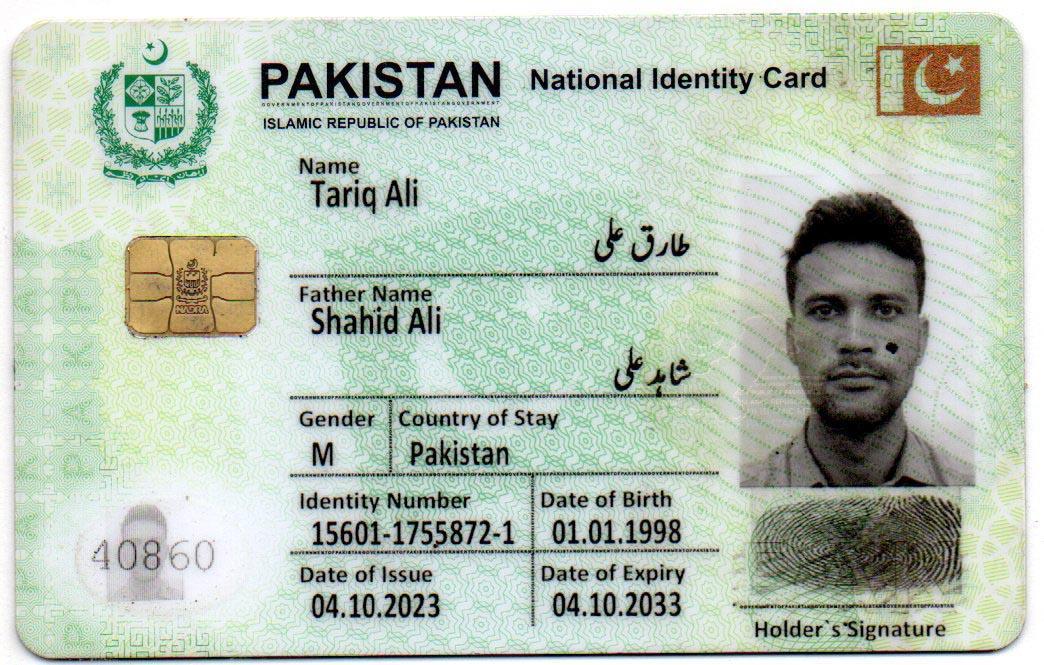 PAKISTAN National Identity Card
ISLAMIC REPUBLIC OF PAKISTAN
Name
Tariq Ali
طارق علی
Father Name
Shahid Ali
شاہد علی
Gender Country of Stay
M Pakistan
Identity Number Date of Birth
15601-1755872-1 01.01.1998
Date of Issue Date of Expiry
04.10.2023 04.10.2033
40860
Holder`s Signature